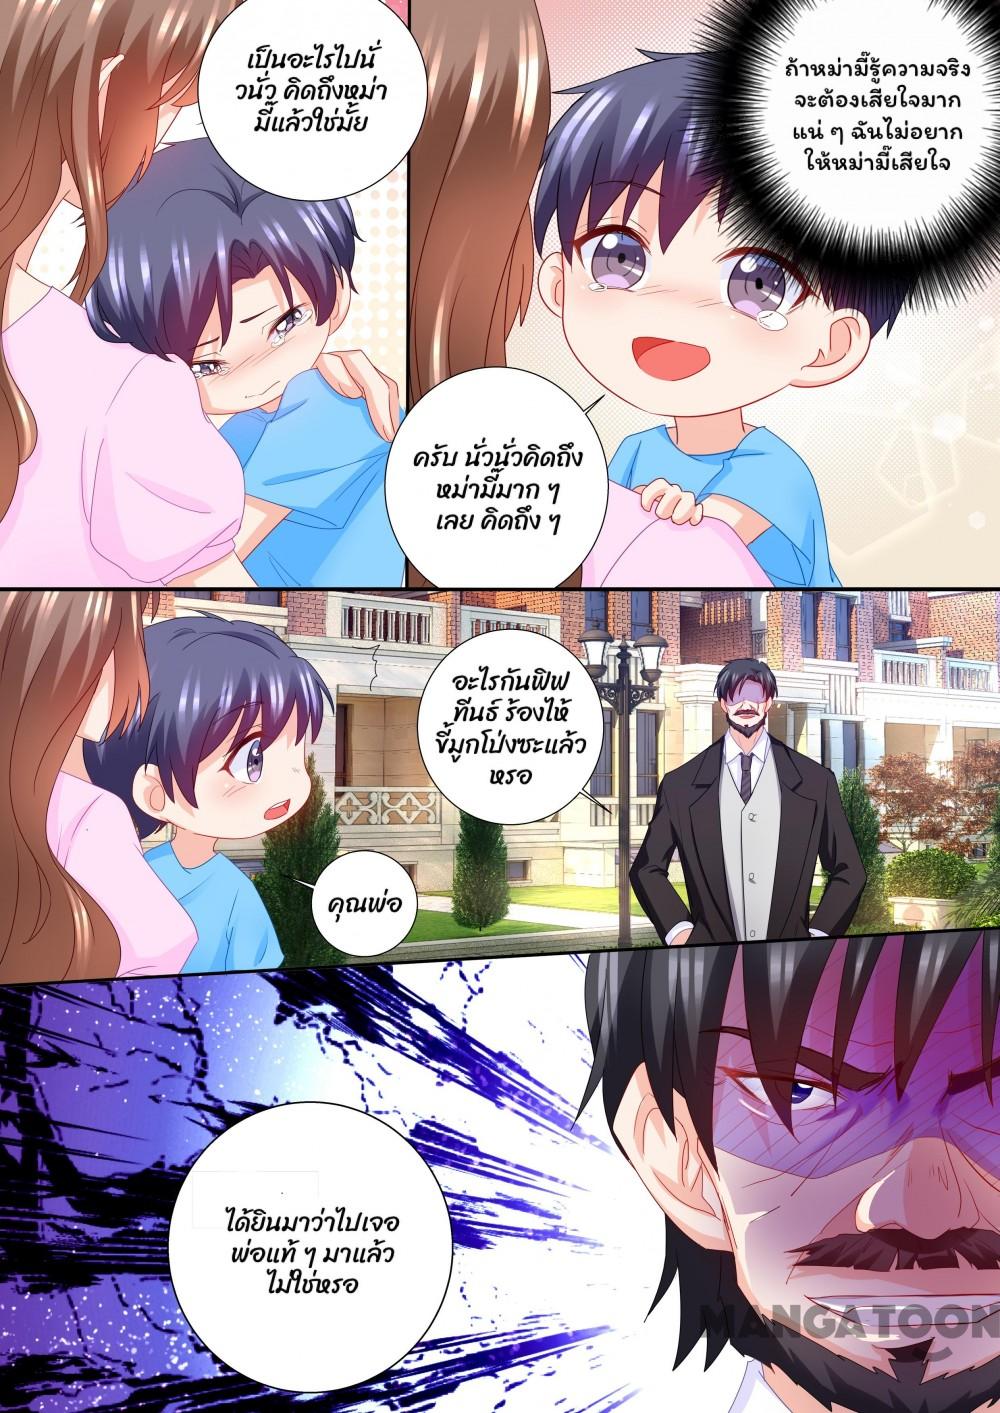 เป็นอะไรไปนั่
วนั่ว คิดถึงหม่า
มี๊แล้วใช่มั้ย
ถ้าหม่ามี๊รู้ความจริง
จะต้องเสียใจมาก
แน่ ๆ ฉันไม่อยาก
ให้หม่ามี๊เสียใจ
ครับ นั่วนั่วคิดถึง
หม่ามี๊มาก ๆ
เลย คิดถึง ๆ
อะไรกันฟิฟ
ทีนธ์ ร้องไห้
ขี้มูกโป่งซะแล้ว
หรอ
คุณพ่อ
ได้ยินมาว่าไปเจอ
พ่อแท้ ๆ มาแล้ว
ไม่ใช่หรอ
MANGATOON